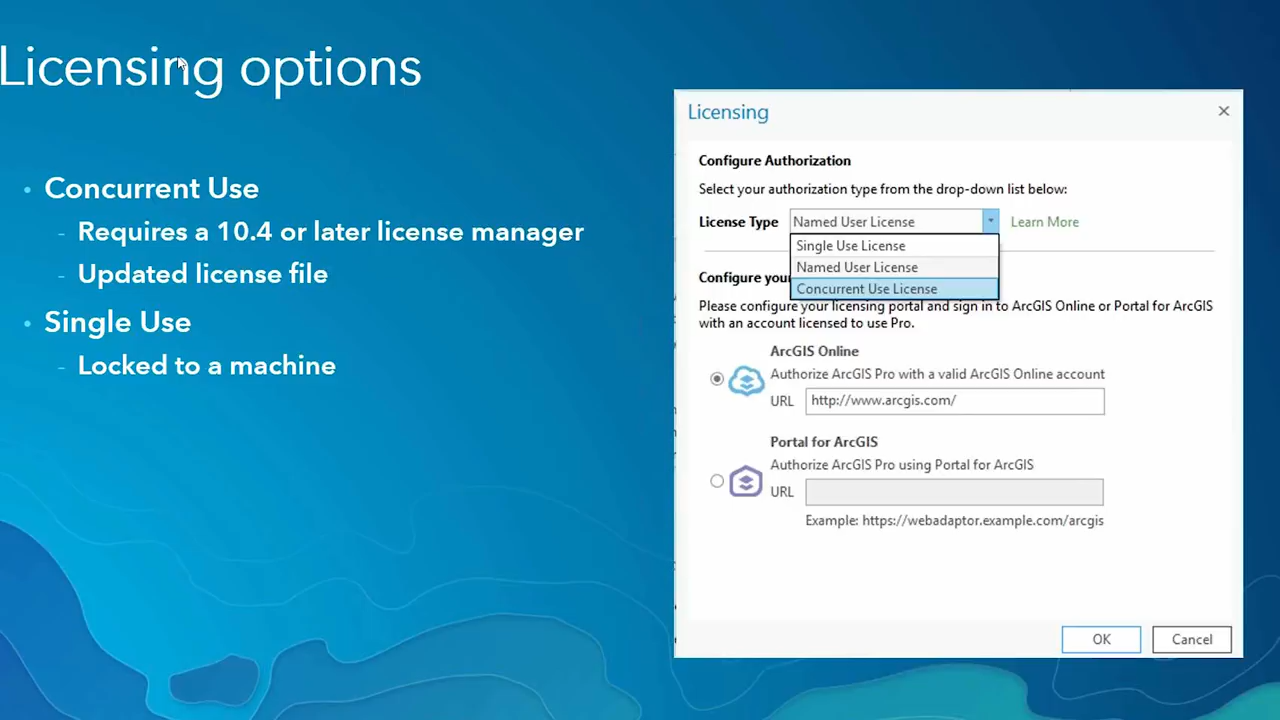 Licensing options
• Concurrent Use
- Requires a 10.4 or later license manager
- Updated license file
• Single Use
- Locked to a machine
Licensing
Configure Authorization
Select your authorization type from the drop-down list below:
License Type Named User License Learn More
Single Use License
Named User License
Concurrent Use License
Configure your
Please configure your licensing portal and sign in to ArcGIS Online or Portal for ArcGIS
with an account licensed to use Pro.
ArcGIS Online
Authorize ArcGIS Pro with a valid ArcGIS Online account
URL http://www.arcgis.com/
Portal for ArcGIS
Authorize ArcGIS Pro using Portal for ArcGIS
URL
Example: https://webadaptor.example.com/arcgis
OK Cancel